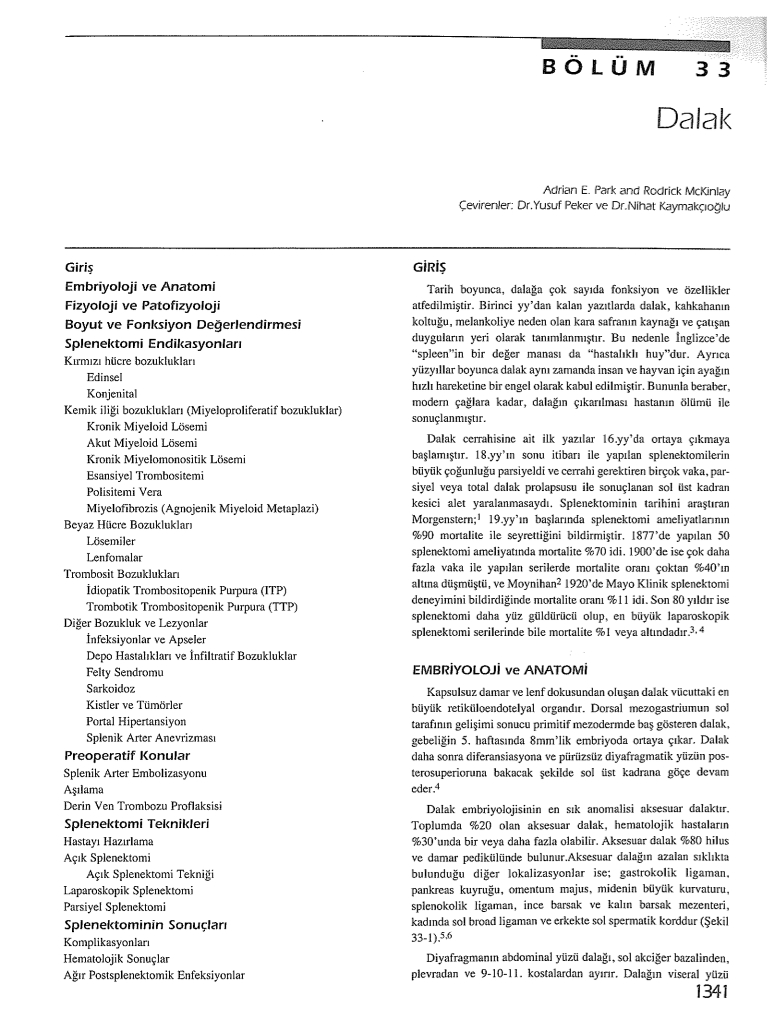 BÖLÜM 33
Dalak
Adrian E. Park and Rodrick McKinlay
Çevirenler: Dr.Yusuf Peker ve Dr.Nihat Kaymakçıoğlu
Giriş
Embriyoloji ve Anatomi
Fizyoloji ve Patofizyoloji
Boyut ve Fonksiyon Değerlendirmesi
Splenektomi Endikasyonları
Kırmızı hücre bozuklukları
Edinsel
Konjenital
Kemik iliği bozuklukları (Miyeloproliferatif bozukluklar)
Kronik Miyeloid Lösemi
Akut Miyeloid Lösemi
Kronik Miyelomonositik Lösemi
Esansiyel Trombositemi
Polisitemi Vera
Miyelofibrozis (Agnojenik Miyeloid Metaplazi)
Beyaz Hücre Bozuklukları
Lösemiler
Lenfomalar
Trombosit Bozuklukları
İdiopatik Trombositopenik Purpura (ITP)
Trombotik Trombositopenik Purpura (TTP)
Diğer Bozukluk ve Lezyonlar
İnfeksiyonlar ve Apseler
Depo Hastalıkları ve İnfiltratif Bozukluklar
Felty Sendromu
Sarkoidoz
Kistler ve Tümörler
Portal Hipertansiyon
Splenik Arter Anevrizması
Preoperatif Konular
Splenik Arter Embolizasyonu
Aşılama
Derin Ven Trombozu Proflaksisi
Splenektomi Teknikleri
Hastayı Hazırlama
Açık Splenektomi
Açık Splenektomi Tekniği
Laparoskopik Splenektomi
Parsiyel Splenektomi
Splenektominin Sonuçları
Komplikasyonları
Hematolojik Sonuçlar
Ağır Postsplenektomik Enfeksiyonlar
GİRİŞ
Tarih boyunca, dalağa çok sayıda fonksiyon ve özellikler
atfedilmiştir. Birinci yy'dan kalan yazıtlarda dalak, kahkahanın
koltuğu, melankoliye neden olan kara safranın kaynağı ve çatışan
duyguların yeri olarak tanımlanmıştır. Bu nedenle İnglizce'de
"spleen"in bir değer manası da "hastalıklı huy"dur. Ayrıca
yüzyıllar boyunca dalak aynı zamanda insan ve hayvan için ayağın
hızlı hareketine bir engel olarak kabul edilmiştir. Bununla beraber,
modern çağlara kadar, dalağın çıkarılması hastanın ölümü ile
sonuçlanmıştır.
Dalak cerrahisine ait ilk yazılar 16.yy'da ortaya çıkmaya
başlamıştır. 18.yy'ın sonu itibarı ile yapılan splenektomilerin
büyük çoğunluğu parsiyeldi ve cerrahi gerektiren birçok vaka, par-
siyel veya total dalak prolapsusu ile sonuçlanan sol üst kadran
kesici alet yaralanmasaydı. Splenektominin tarihini araştıran
Morgenstern;1 19.yy'ın başlarında splenektomi ameliyatlarının
%90 mortalite ile seyrettiğini bildirmiştir. 1877'de yapılan 50
splenektomi ameliyatında mortalite %70 idi. 1900'de ise çok daha
fazla vaka ile yapılan serilerde mortalite oranı çoktan %40'ın
altına düşmüştü, ve Moynihan2 1920'de Mayo Klinik splenektomi
deneyimini bildirdiğinde mortalite oranı %11 idi. Son 80 yıldır ise
splenektomi daha yüz güldürücü olup, en büyük laparoskopik
splenektomi serilerinde bile mortalite %1 veya altındadır.3, 4
EMBRİYOLOJİ ve ANATOMİ
Kapsulsuz damar ve lenf dokusundan oluşan dalak vücuttaki en
büyük retiküloendotelyal organdır. Dorsal mezogastriumun sol
tarafının gelişimi sonucu primitif mezodermde baş gösteren dalak,
gebeliğin 5. haftasında 8mm'lik embriyoda ortaya çıkar. Dalak
daha sonra diferansiasyona ve pürüzsüz diyafragmatik yüzün pos-
terosuperioruna bakacak şekilde sol üst kadrana göçe devam
eder.4
Dalak embriyolojisinin en sık anomalisi aksesuar dalaktır.
Toplumda %20 olan aksesuar dalak, hematolojik hastaların
%30'unda bir veya daha fazla olabilir. Aksesuar dalak %80 hilus
ve damar pedikülünde bulunur.Aksesuar dalağın azalan sıklıkta
bulunduğu diğer lokalizasyonlar ise; gastrokolik ligaman,
pankreas kuyruğu, omentum majus, midenin büyük kurvaturu,
splenokolik ligaman, ince barsak ve kalın barsak mezenteri,
kadında sol broad ligaman ve erkekte sol spermatik korddur (Şekil
33-1).5,6
Diyafragmanın abdominal yüzü dalağı, sol akciğer bazalinden,
plevradan ve 9-10-11. kostalardan ayırır. Dalağın viseral yüzü
1341